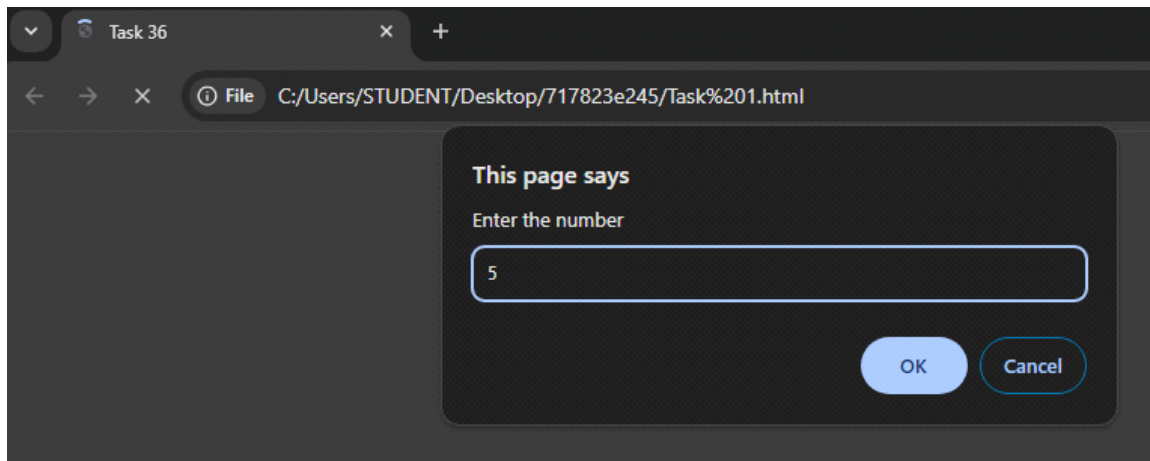 Task 36
File C:/Users/STUDENT/Desktop/717823e245/Task%201.html
This page says
Enter the number
5
OK Cancel